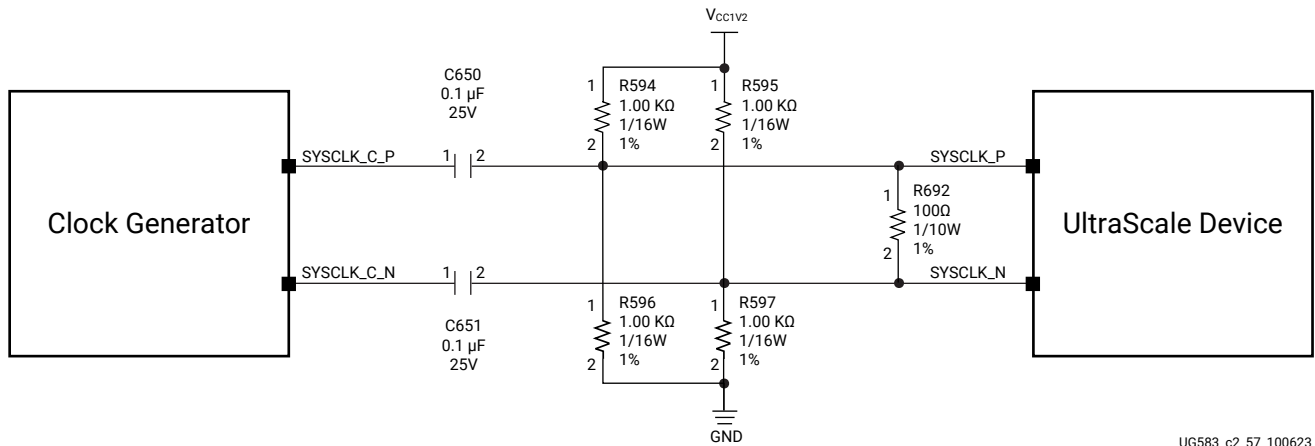 VCC1V2
C650
0.1 µF
25V
1 R594
1.00 KΩ
1/16W
2 1%
1 R595
1.00 KΩ
1/16W
2 1%
SYSCLK_C_P
1 2
SYSCLK_P
Clock Generator
1 R692
100Ω
1/10W
2 1%
UltraScale Device
SYSCLK_C_N
1 2
SYSCLK_N
C651
0.1 µF
25V
1 R596
1.00 KΩ
1/16W
2 1%
1 R597
1.00 KΩ
1/16W
2 1%
GND
UG583_c2_57_100623